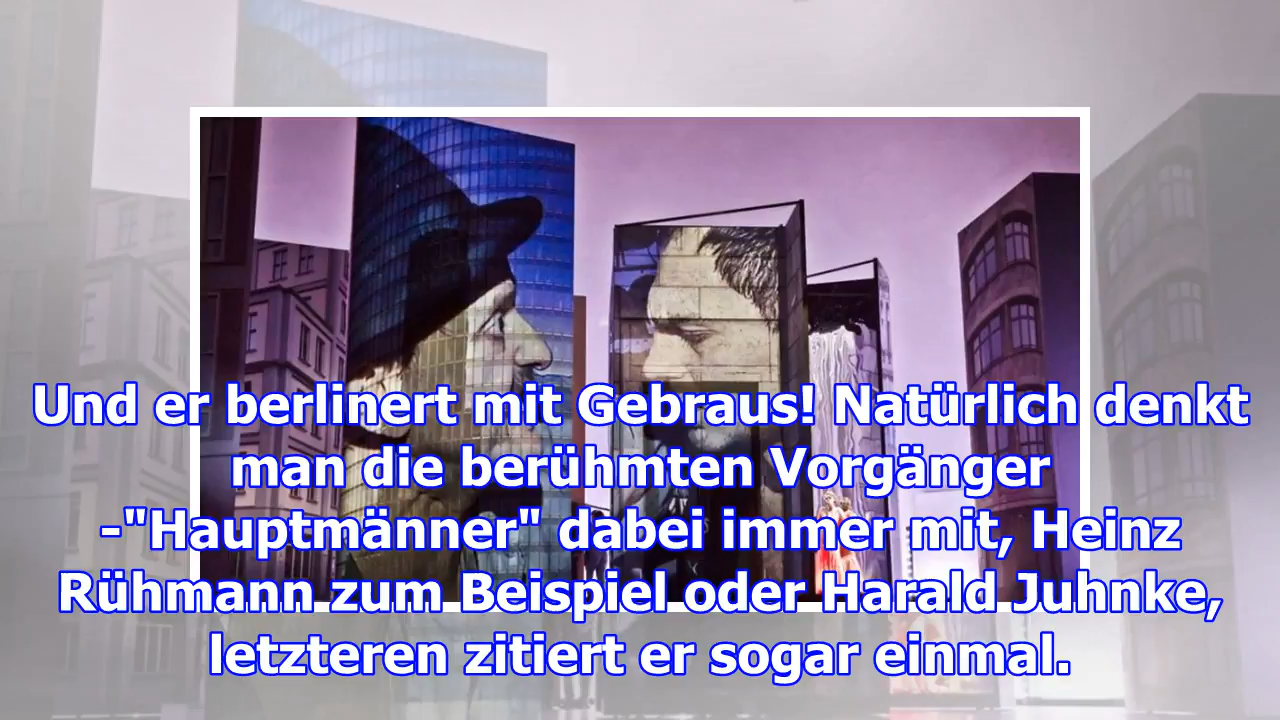 Und er berlinert mit Gebraus! Natürlich denkt
man die berühmten Vorgänger
-"Hauptmänner" dabei immer mit, Heinz
Rühmann zum Beispiel oder Harald Juhnke,
letzteren zitiert er sogar einmal.